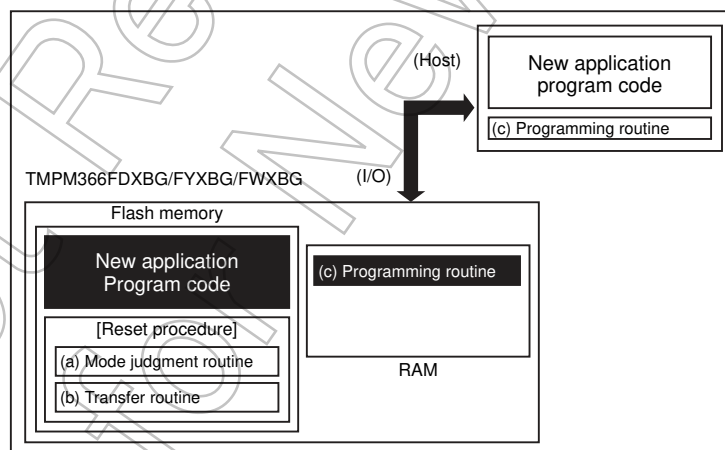 (Host)
New application
program code
(c) Programming routine
(I/O)
TMPM366FDXBG/FYXBG/FWXBG
Flash memory
New application
Program code
[Reset procedure]
(a) Mode judgment routine
(b) Transfer routine
(c) Programming routine
RAM